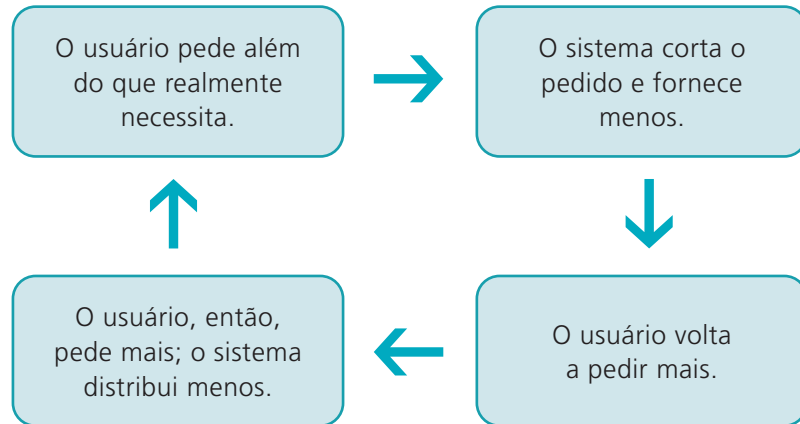 O usuário pede além
do que realmente
necessita.
O sistema corta o
pedido e fornece
menos.
O usuário volta
a pedir mais.
O usuário, então,
pede mais; o sistema
distribui menos.